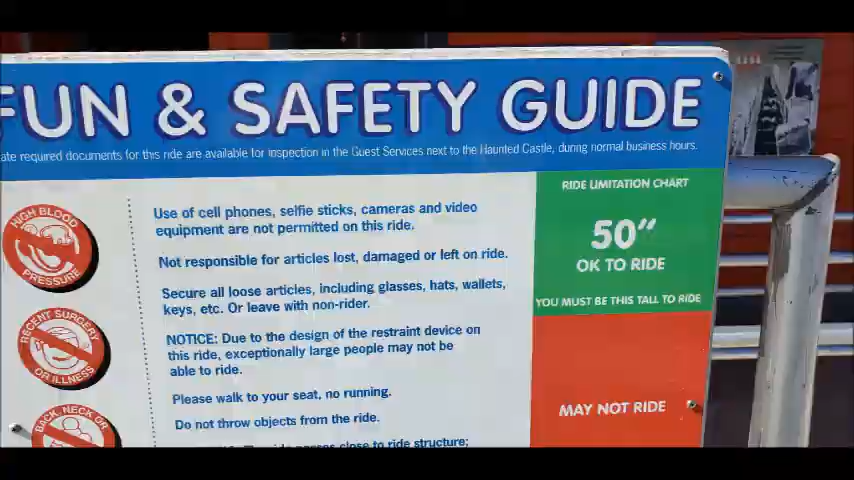 FUN & SAFETY GUIDE
ate required documents for this ride are available for inspection in the Guest Services next to the Haunted Castle, during normal business hours.
HIGH BLOOD
PRESSURE
RECENT SURGERY
OR ILLNESS
BACK, NECK OR
Use of cell phones, selfie sticks, cameras and video
equipment are not permitted on this ride.
Not responsible for articles lost, damaged or left on ride.
Secure all loose articles, including glasses, hats, wallets,
keys, etc. Or leave with non-rider.
NOTICE: Due to the design of the restraint device on
this ride, exceptionally large people may not be
able to ride.
Please walk to your seat, no running.
Do not throw objects from the ride.
close to ride structure;
RIDE LIMITATION CHART
50"
OK TO RIDE
YOU MUST BE THIS TALL TO RIDE
MAY NOT RIDE